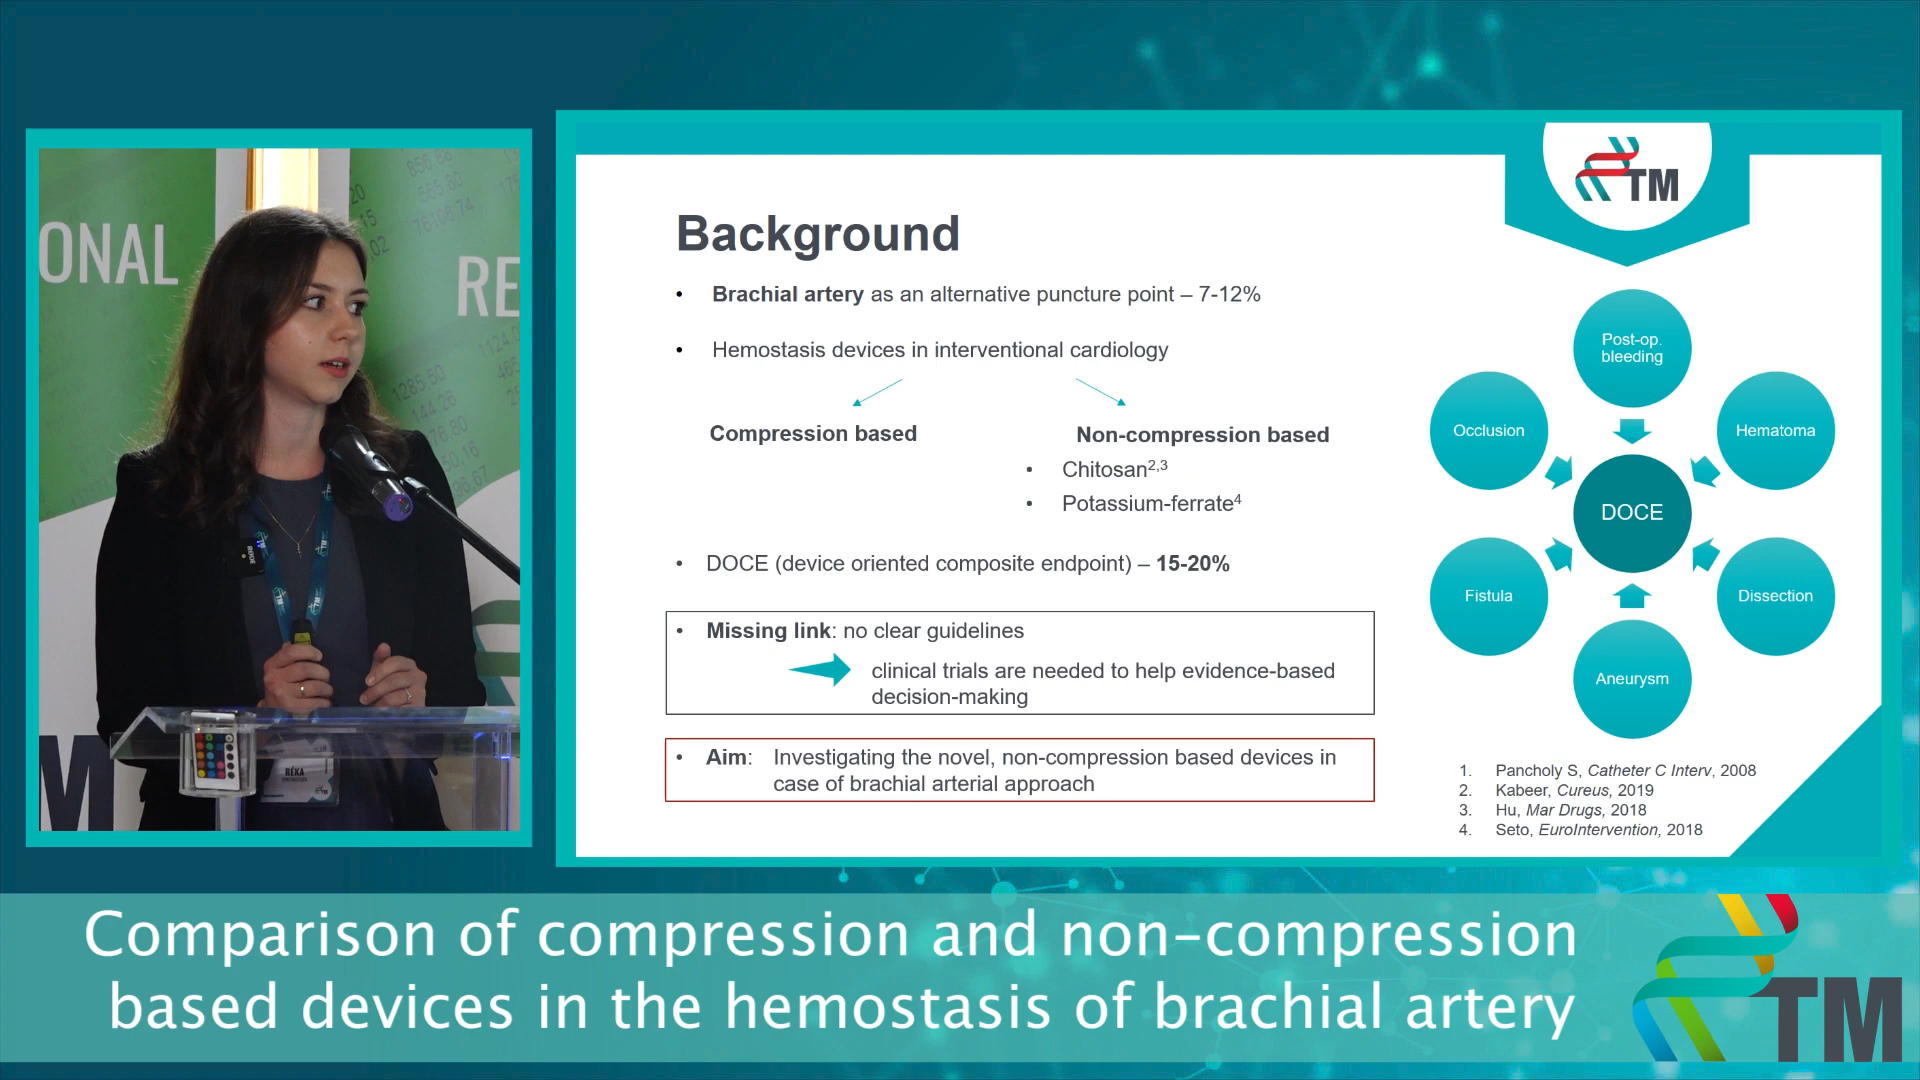 ONAL
RE
RÉKA
M
TM
Background
• Brachial artery as an alternative puncture point – 7-12%
• Hemostasis devices in interventional cardiology
Compression based
Non-compression based
• Chitosan2,3
• Potassium-ferrate4
• DOCE (device oriented composite endpoint) – 15-20%
• Missing link: no clear guidelines
clinical trials are needed to help evidence-based
decision-making
• Aim: Investigating the novel, non-compression based devices in
case of brachial arterial approach
Post-op.
bleeding
Occlusion
Hematoma
DOCE
Fistula
Dissection
Aneurysm
1. Pancholy S, Catheter C Interv, 2008
2. Kabeer, Cureus, 2019
3. Hu, Mar Drugs, 2018
4. Seto, EuroIntervention, 2018
Comparison of compression and non-compression
based devices in the hemostasis of brachial artery
TM